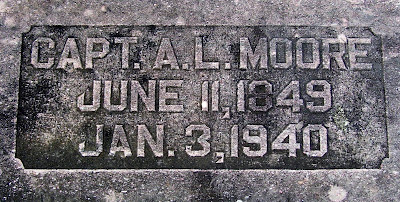 CAPT. A. L. MOORE
JUNE 11, 1849
JAN. 3, 1940